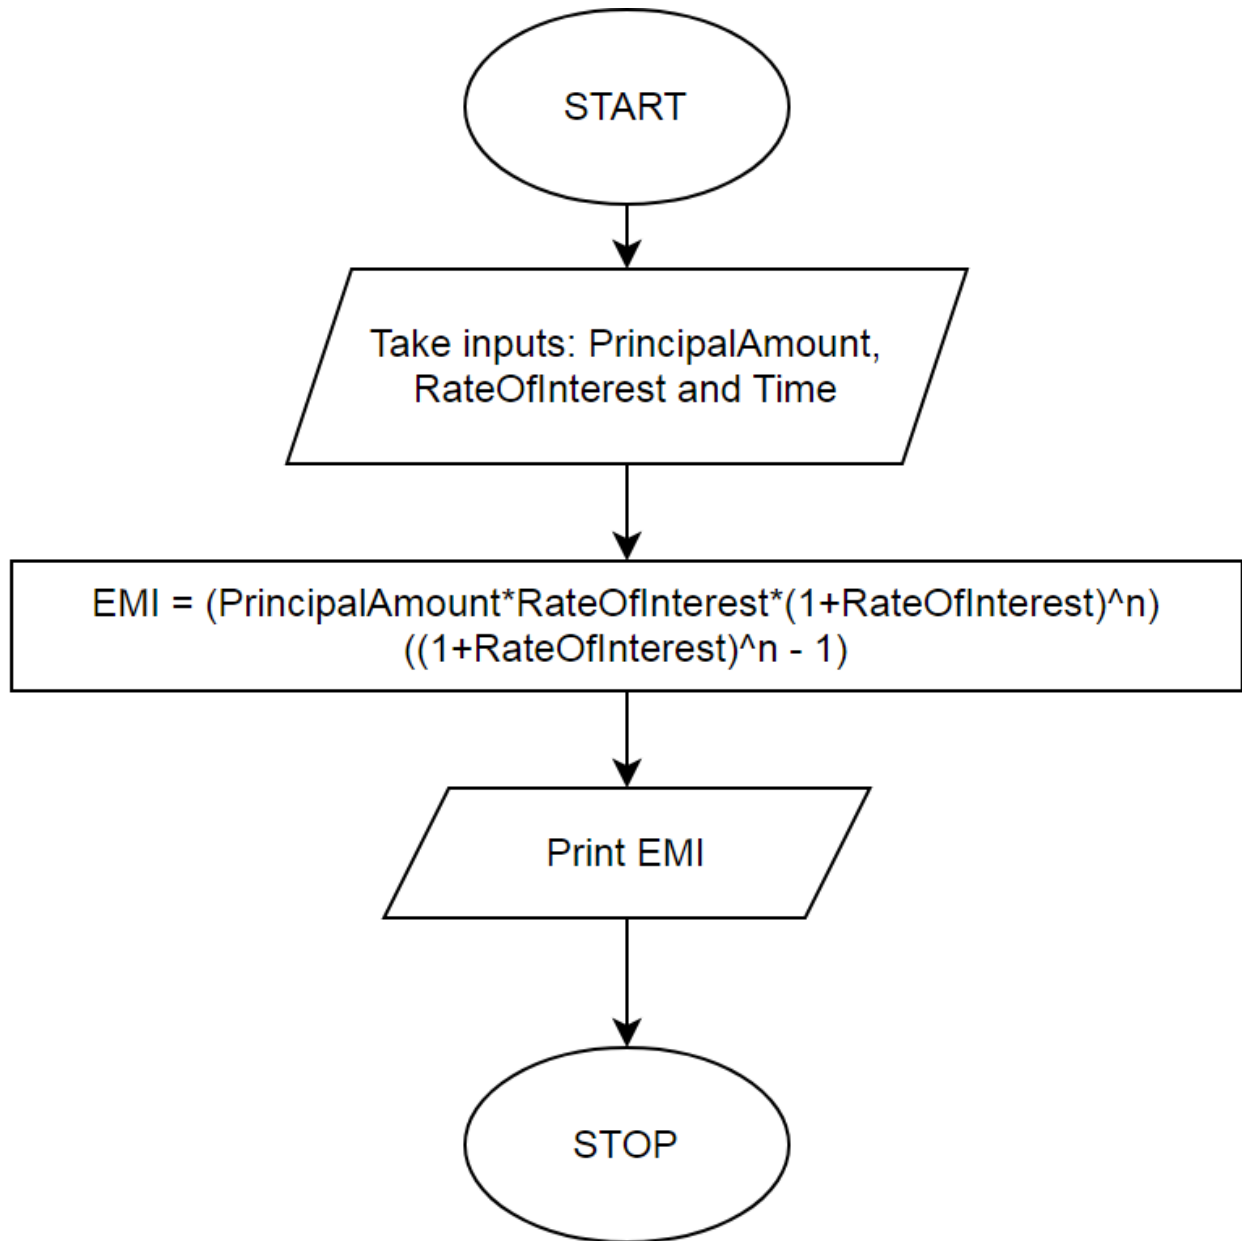 START
Take inputs: PrincipalAmount,
RateOfInterest and Time
EMI = (PrincipalAmount*RateOfInterest*(1+RateOfInterest)^n)
((1+RateOfInterest)^n - 1)
Print EMI
STOP